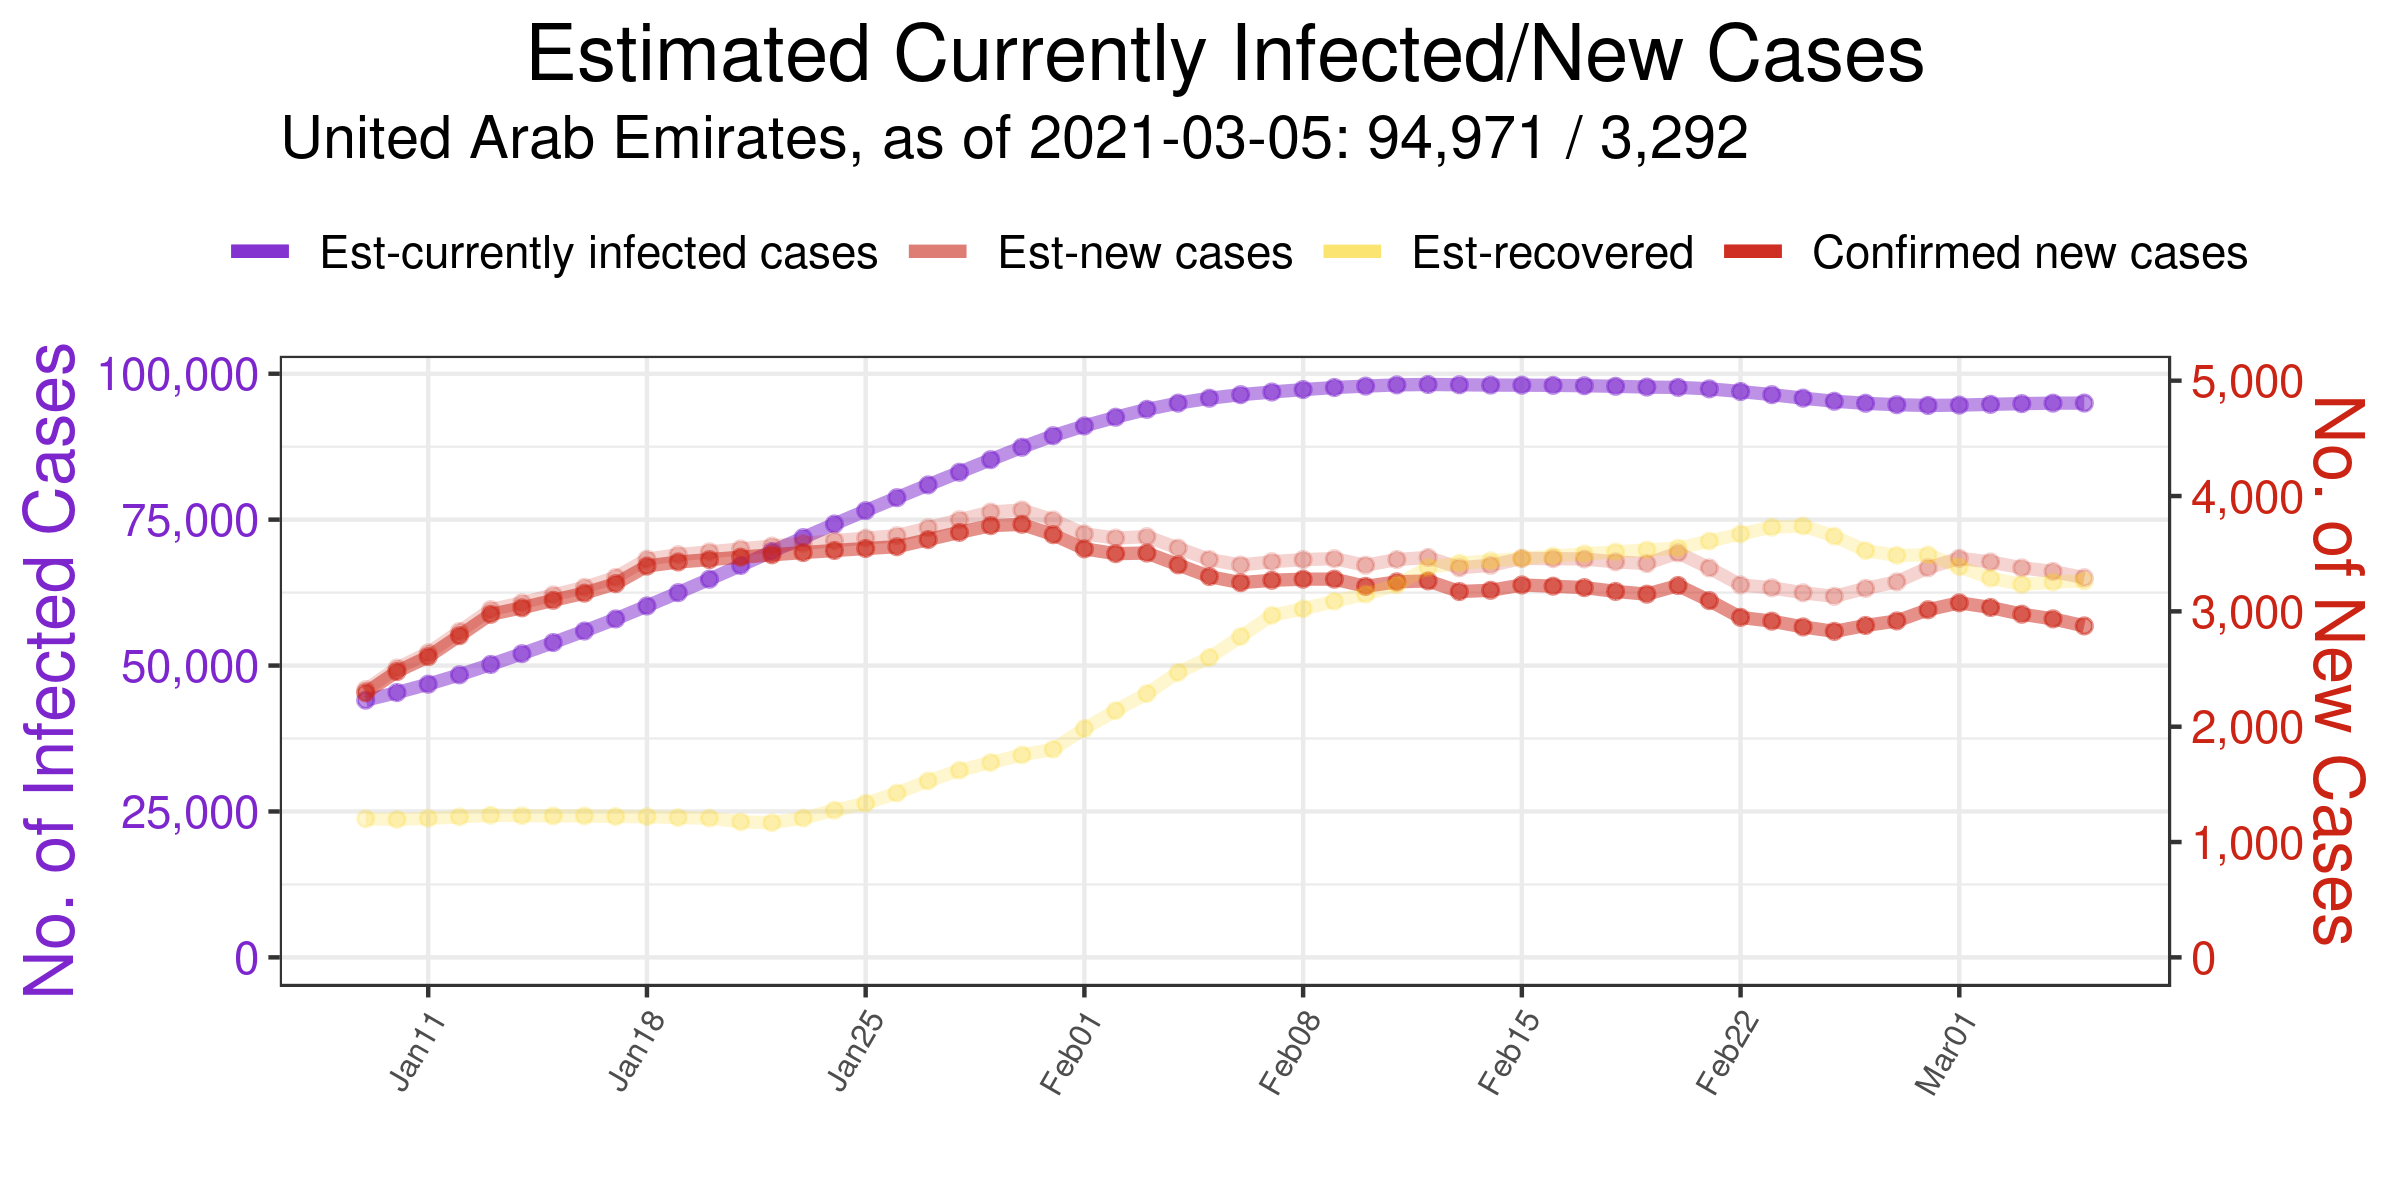 Estimated Currently Infected/New Cases
United Arab Emirates, as of 2021-03-05: 94,971 / 3,292
Est-currently infected cases Est-new cases Est-recovered Confirmed new cases
No. of Infected Cases
100,000
75,000
50,000
25,000
0
5,000
4,000
3,000
2,000
1,000
0
No. of New Cases
Jan11 Jan18 Jan25 Feb01 Feb08 Feb15 Feb22 Mar01